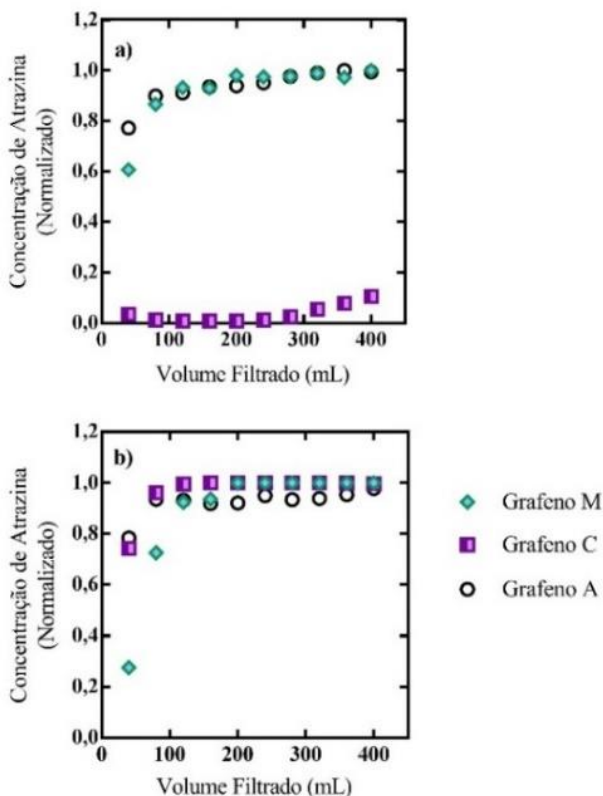 Concentração de Atrazina
(Normalizado)
1,2
1,0
0,8
0,6
0,4
0,2
0,0
a)
0
100
200
300
400
Volume Filtrado (mL)
Concentração de Atrazina
(Normalizado)
1,2
1,0
0,8
0,6
0,4
0,2
0,0
b)
0
100
200
300
400
Volume Filtrado (mL)
Grafeno M
Grafeno C
Grafeno A